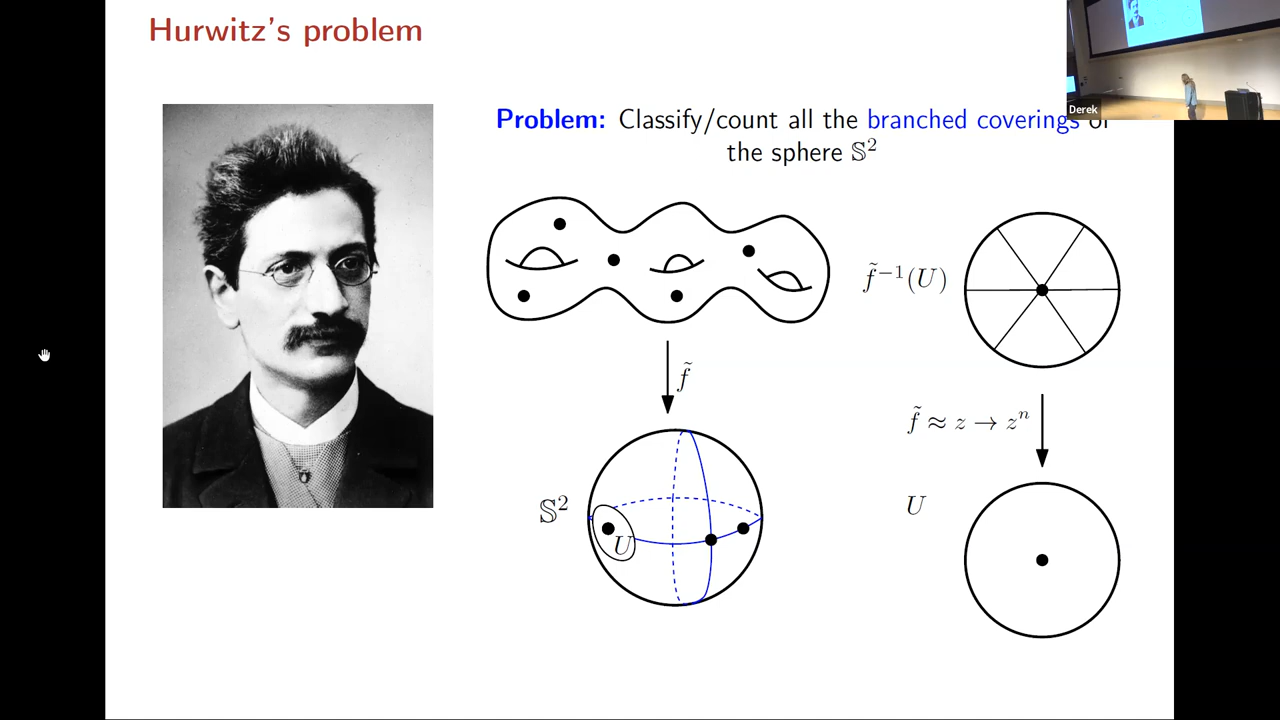 Hurwitz's problem
Derek
Problem: Classify/count all the branched coverings of
the sphere 𝕊²
f̃⁻¹(U)
f̃
f̃ ≈ z → zⁿ
𝕊²
U
U